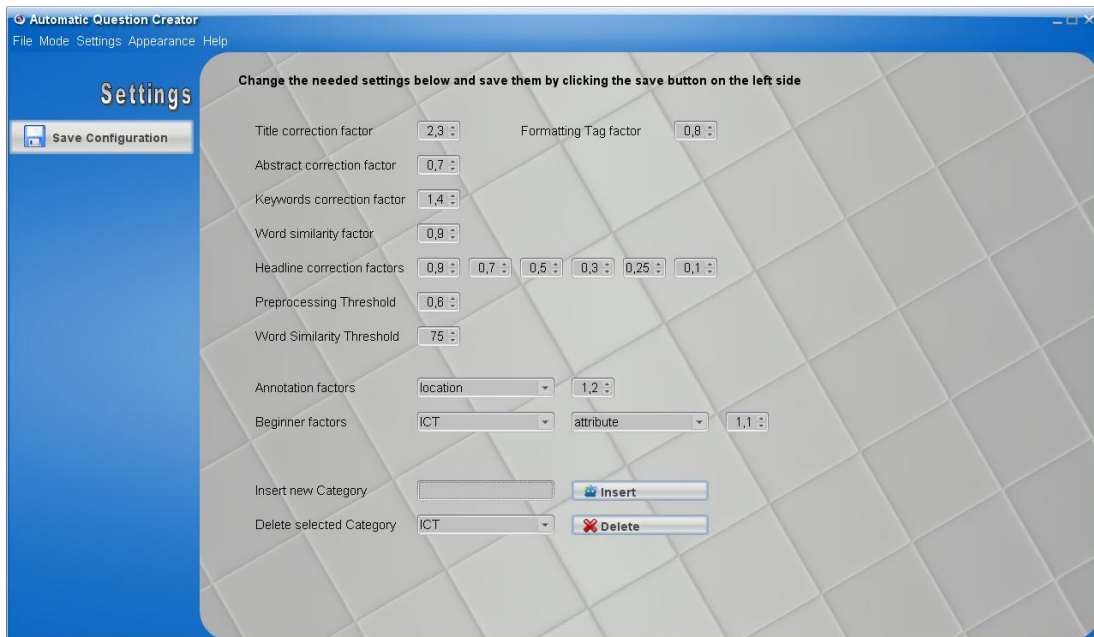 Automatic Question Creator
File Mode Settings Appearance Help
Settings
Save Configuration
Change the needed settings below and save them by clicking the save button on the left side
Title correction factor 2,3 Formatting Tag factor 0,8
Abstract correction factor 0,7
Keywords correction factor 1,4
Word similarity factor 0,9
Headline correction factors 0,9 0,7 0,5 0,3 0,25 0,1
Preprocessing Threshold 0,6
Word Similarity Threshold 75
Annotation factors location 1,2
Beginner factors ICT attribute 1,1
Insert new Category Insert
Delete selected Category ICT Delete